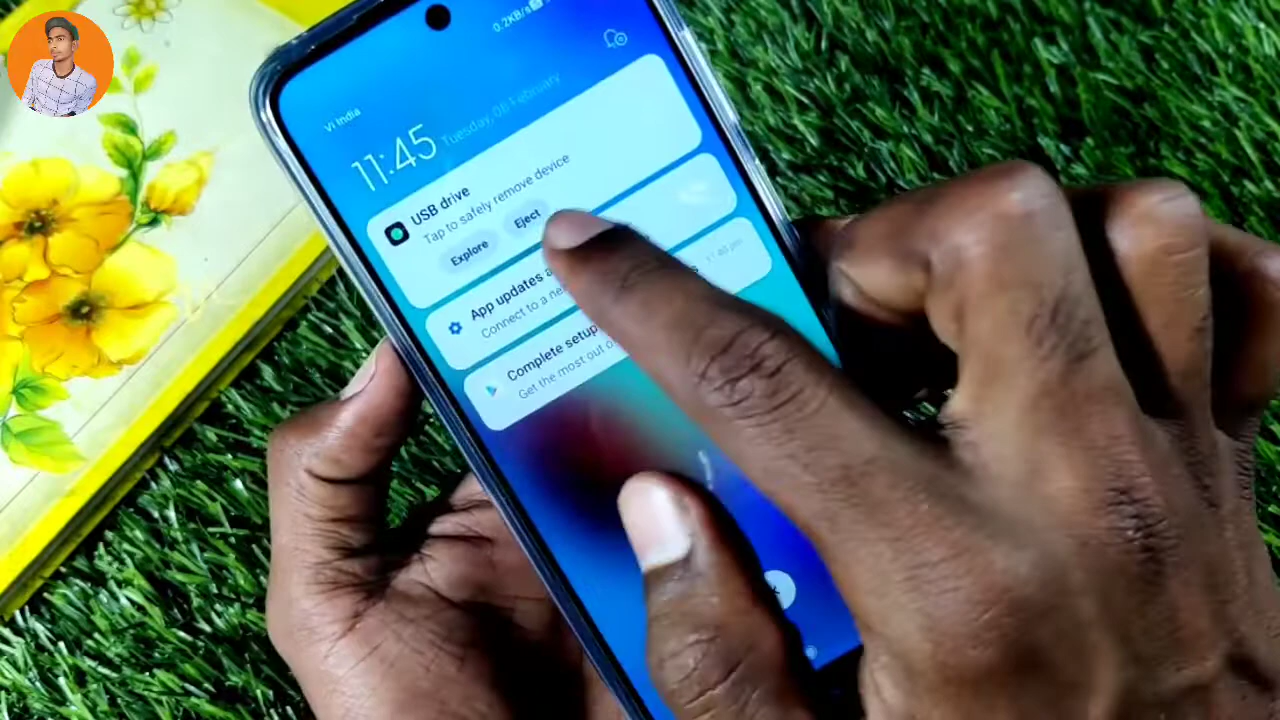 0.2KB/s
Vi India
11:45 Tuesday, 08 February
USB drive
Tap to safely remove device
Explore Eject
App updates
Connect to a
Complete setup
Get the most out